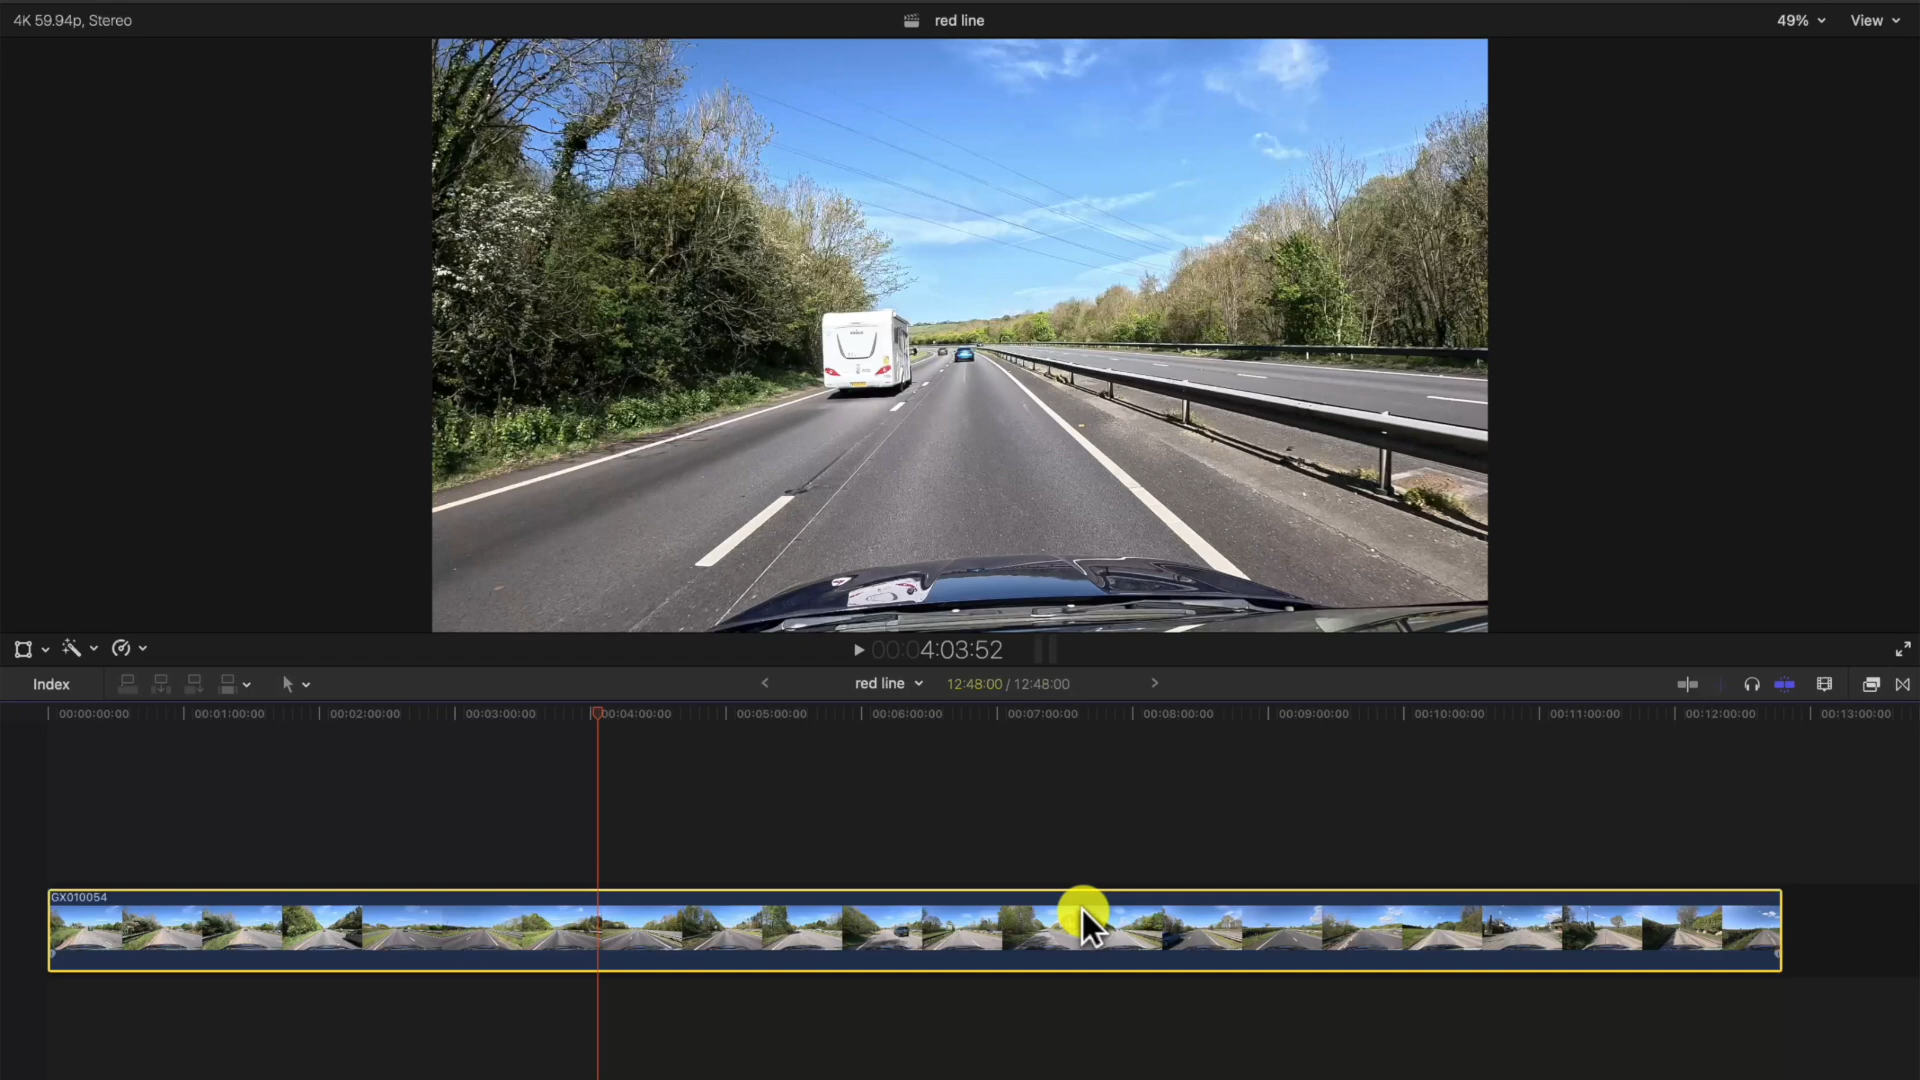 4K 59.94p, Stereo
red line
49%
View
00:04:03:52
Index
red line
12:48:00 / 12:48:00
00:00:00:00
00:01:00:00
00:02:00:00
00:03:00:00
00:04:00:00
00:05:00:00
00:06:00:00
00:07:00:00
00:08:00:00
00:09:00:00
00:10:00:00
00:11:00:00
00:12:00:00
00:13:00:00
GX010054